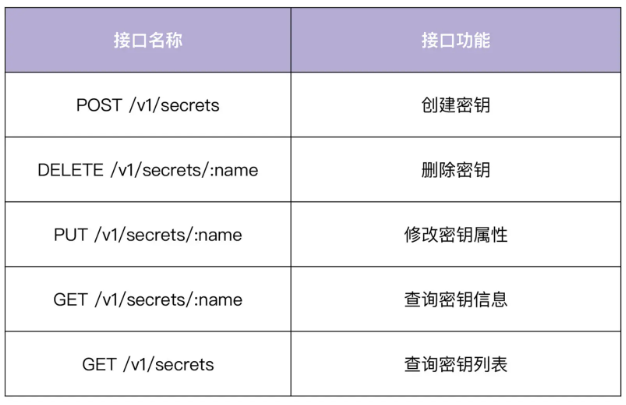 接口名称 接口功能
POST /v1/secrets 创建密钥
DELETE /v1/secrets/:name 删除密钥
PUT /v1/secrets/:name 修改密钥属性
GET /v1/secrets/:name 查询密钥信息
GET /v1/secrets 查询密钥列表